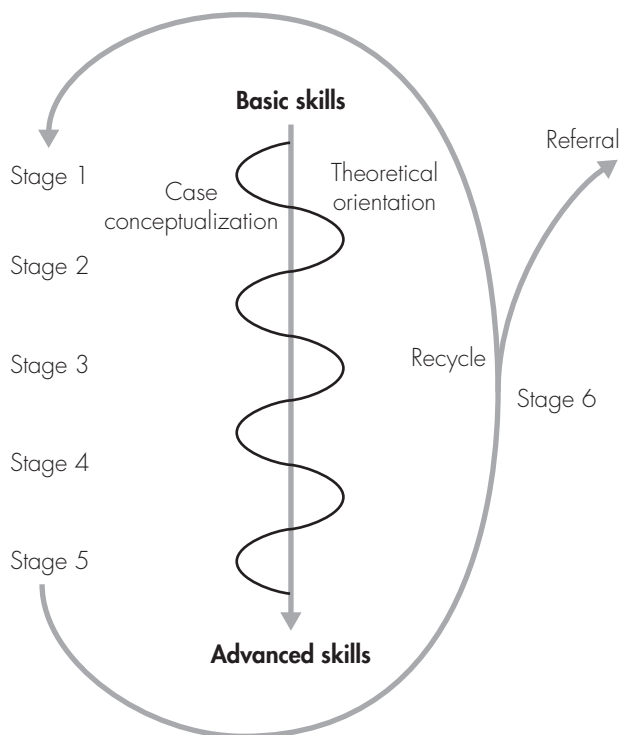 Basic skills
Referral
Stage 1
Case
conceptualization
Theoretical
orientation
Stage 2
Stage 3
Recycle
Stage 6
Stage 4
Stage 5
Advanced skills